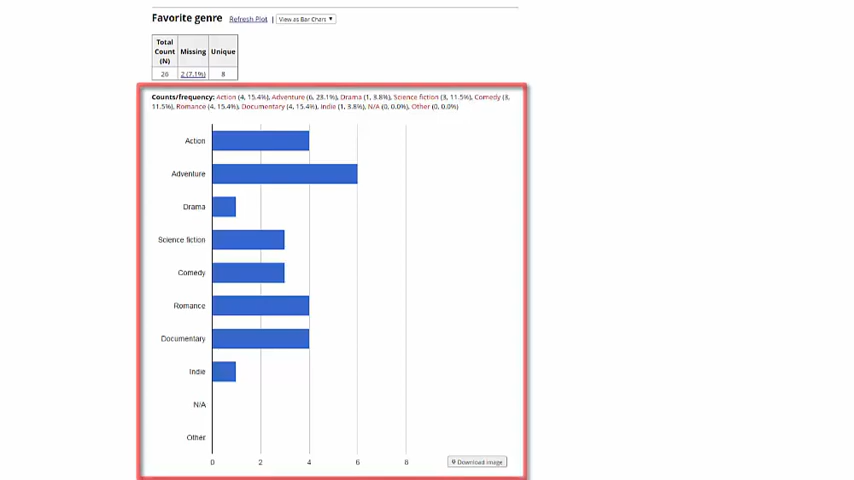 Favorite genre Refresh Plot | View as Bar Chart ▼
Total Count (N) Missing Unique
26 2 (7.1%) 8
Counts/frequency: Action (4, 15.4%), Adventure (6, 23.1%), Drama (1, 3.8%), Science fiction (3, 11.5%), Comedy (3,
11.5%), Romance (4, 15.4%), Documentary (4, 15.4%), Indie (1, 3.8%), N/A (0, 0.0%), Other (0, 0.0%)
Action
Adventure
Drama
Science fiction
Comedy
Romance
Documentary
Indie
N/A
Other
0 2 4 6 8
Download image